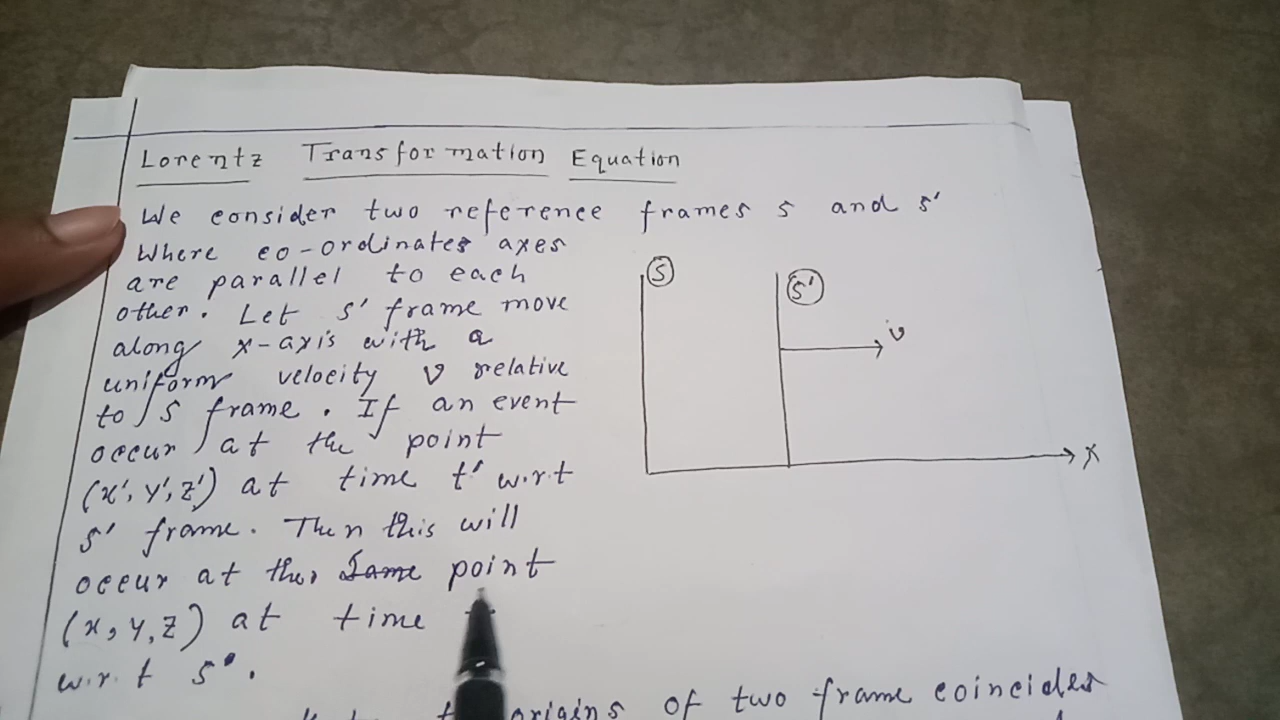 Lorentz Transformation Equation
We consider two reference frames S and S'
Where co-ordinates axes
are parallel to each
other. Let S' frame move
along x-axis with a
uniform velocity v relative
to S frame. If an event
occur at the point
(x', y', z') at time t' w.r.t
S' frame. Then this will
occur at the point
(x, y, z) at time
w.r.t S'.
origins of two frame coincides
S
S'
v
X